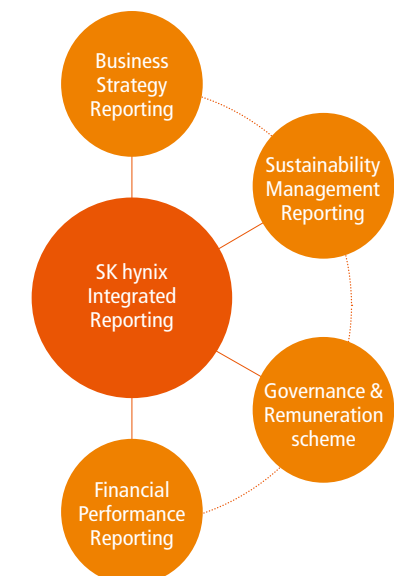 Business
Strategy
Reporting
Sustainability
Management
Reporting
SK hynix
Integrated
Reporting
Governance &
Remuneration
scheme
Financial
Performance
Reporting